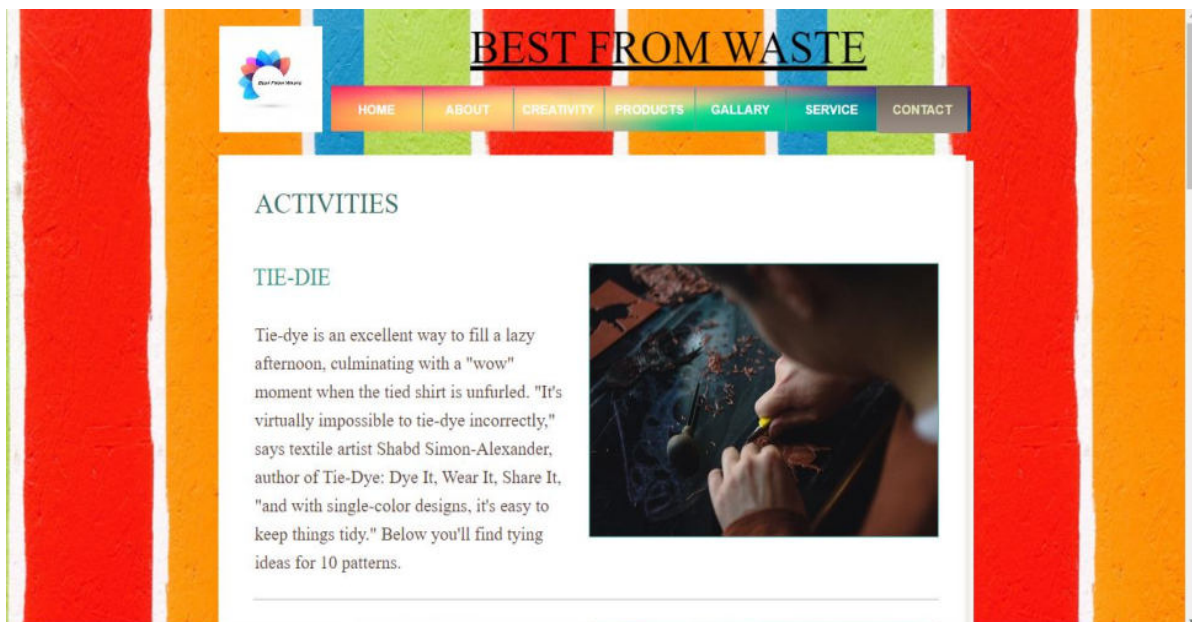 BEST FROM WASTE
Best From Waste
HOME ABOUT CREATIVITY PRODUCTS GALLARY SERVICE CONTACT
ACTIVITIES
TIE-DIE
Tie-dye is an excellent way to fill a lazy
afternoon, culminating with a "wow"
moment when the tied shirt is unfurled. "It's
virtually impossible to tie-dye incorrectly,"
says textile artist Shabd Simon-Alexander,
author of Tie-Dye: Dye It, Wear It, Share It,
"and with single-color designs, it's easy to
keep things tidy." Below you'll find tying
ideas for 10 patterns.